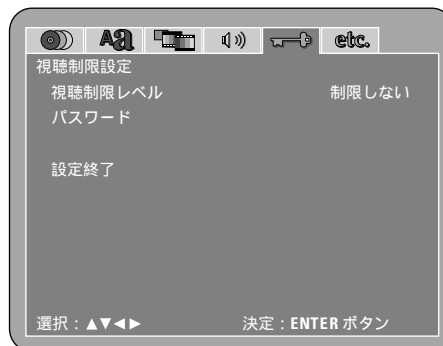 Aa etc.
視聴制限設定
視聴制限レベル 制限しない
パスワード
設定終了
選択：▲▼◀▶ 決定：ENTER ボタン